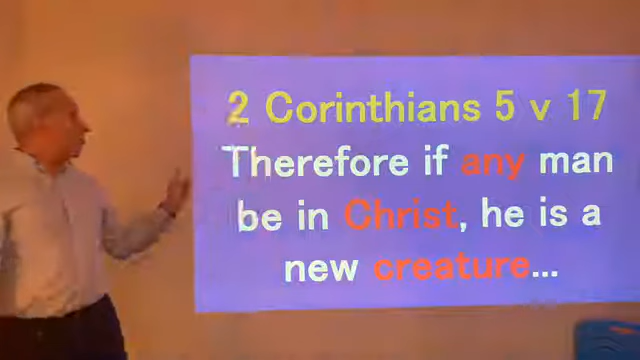 2 Corinthians 5 v 17
Therefore if any man
be in Christ, he is a
new creature...